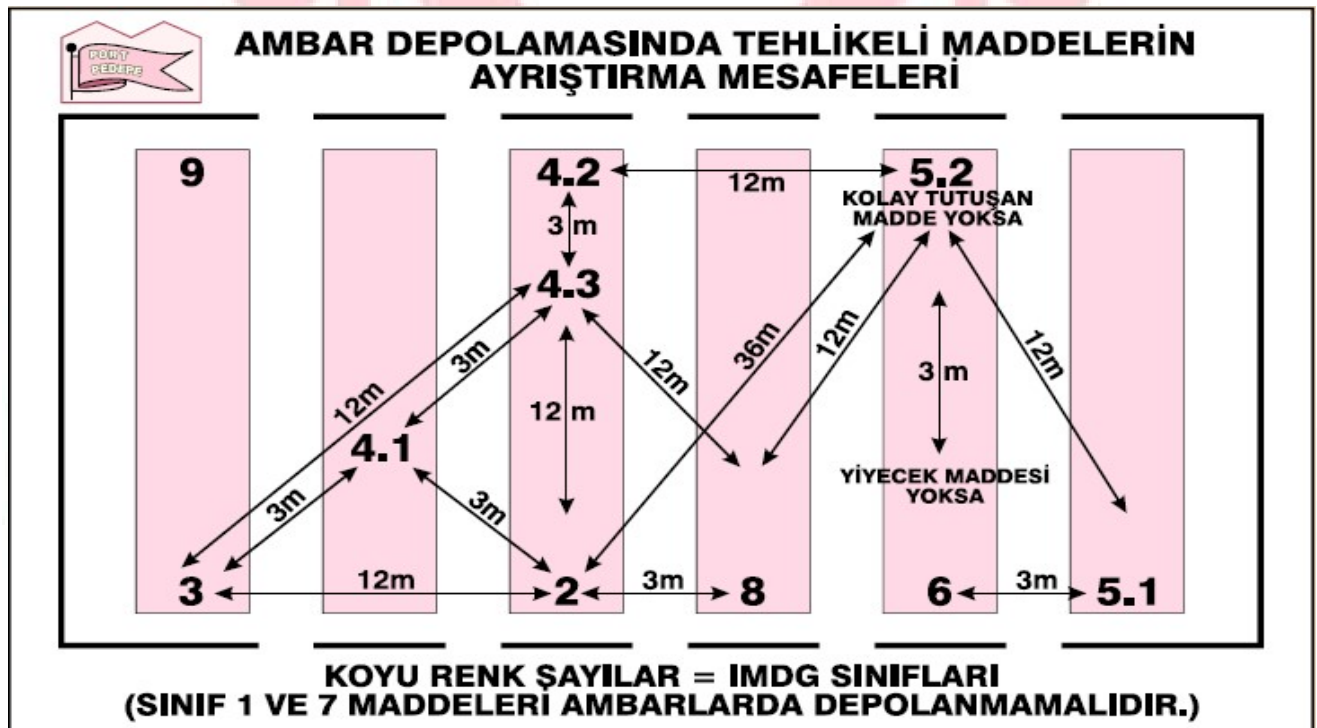 PORT
DEDEPE
AMBAR DEPOLAMASINDA TEHLİKELİ MADDELERİN
AYRIŞTIRMA MESAFELERİ
9
4.2
12m
5.2
KOLAY TUTUŞAN
MADDE YOKSA
3 m
4.3
3m
12m
36m
12m
12m
12m
12 m
3 m
4.1
3m
3m
YİYECEK MADDESİ
YOKSA
3
12m
2
3m
8
6
3m
5.1
KOYU RENK ŞAYILAR = IMDG SINIFLARI
(SINIF 1 VE 7 MADDELERİ AMBARLARDA DEPOLANMAMALIDIR.)